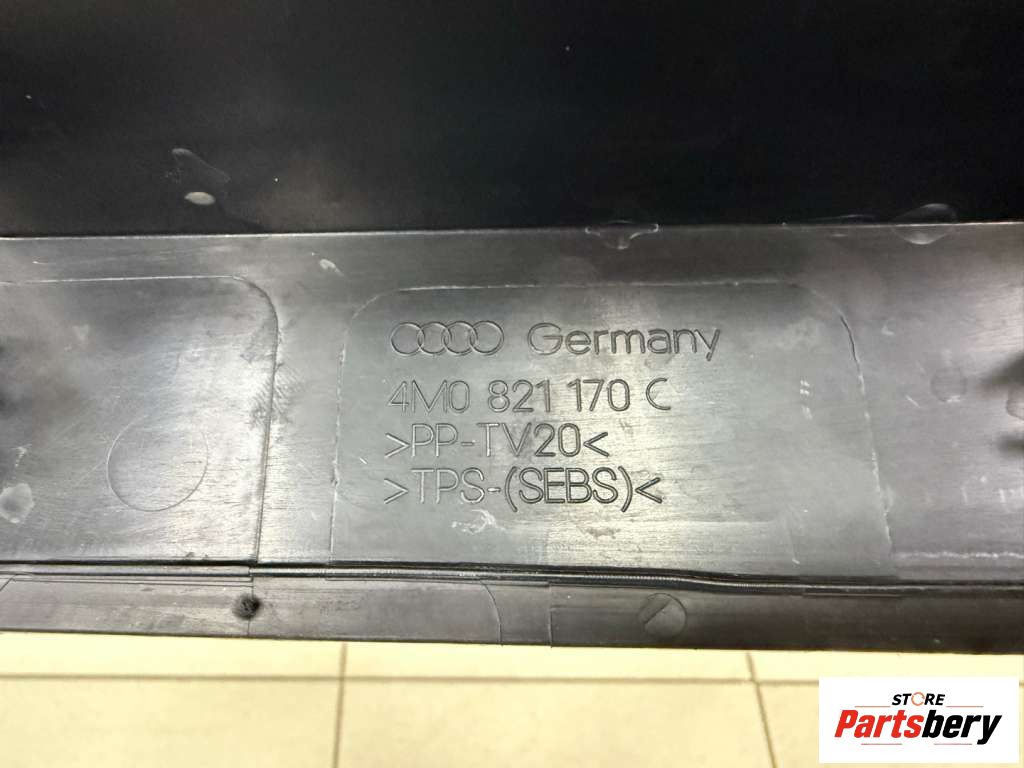 Germany
4M0 821 170 C
>PP-TV20<
>TPS-(SEBS)<
STORE
Partsbery